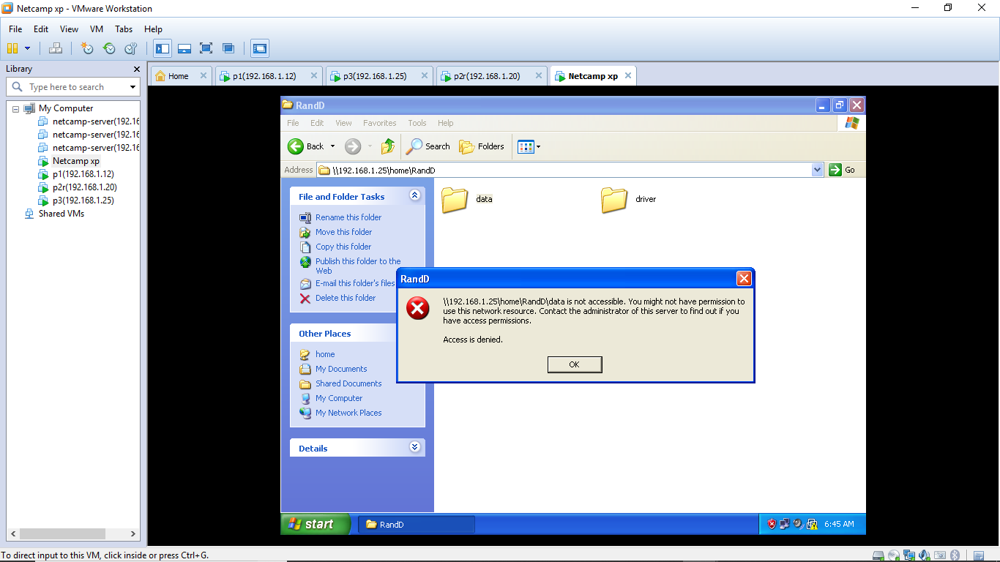 Netcamp xp - VMware Workstation
File Edit View VM Tabs Help
Library
Type here to search
My Computer
netcamp-server(192.16
netcamp-server(192.16
netcamp-server(192.16
Netcamp xp
p1(192.168.1.12)
p2r(192.168.1.20)
p3(192.168.1.25)
Shared VMs
Home p1(192.168.1.12) p3(192.168.1.25) p2r(192.168.1.20) Netcamp xp
RandD
File Edit View Favorites Tools Help
Back Search Folders
Address \\192.168.1.25\home\RandD Go
File and Folder Tasks
Rename this folder
Move this folder
Copy this folder
Publish this folder to the
Web
E-mail this folder's files
Delete this folder
Other Places
home
My Documents
Shared Documents
My Computer
My Network Places
Details
data driver
RandD
\\192.168.1.25\home\RandD\data is not accessible. You might not have permission to
use this network resource. Contact the administrator of this server to find out if you
have access permissions.
Access is denied.
OK
start RandD 6:45 AM
To direct input to this VM, click inside or press Ctrl+G.